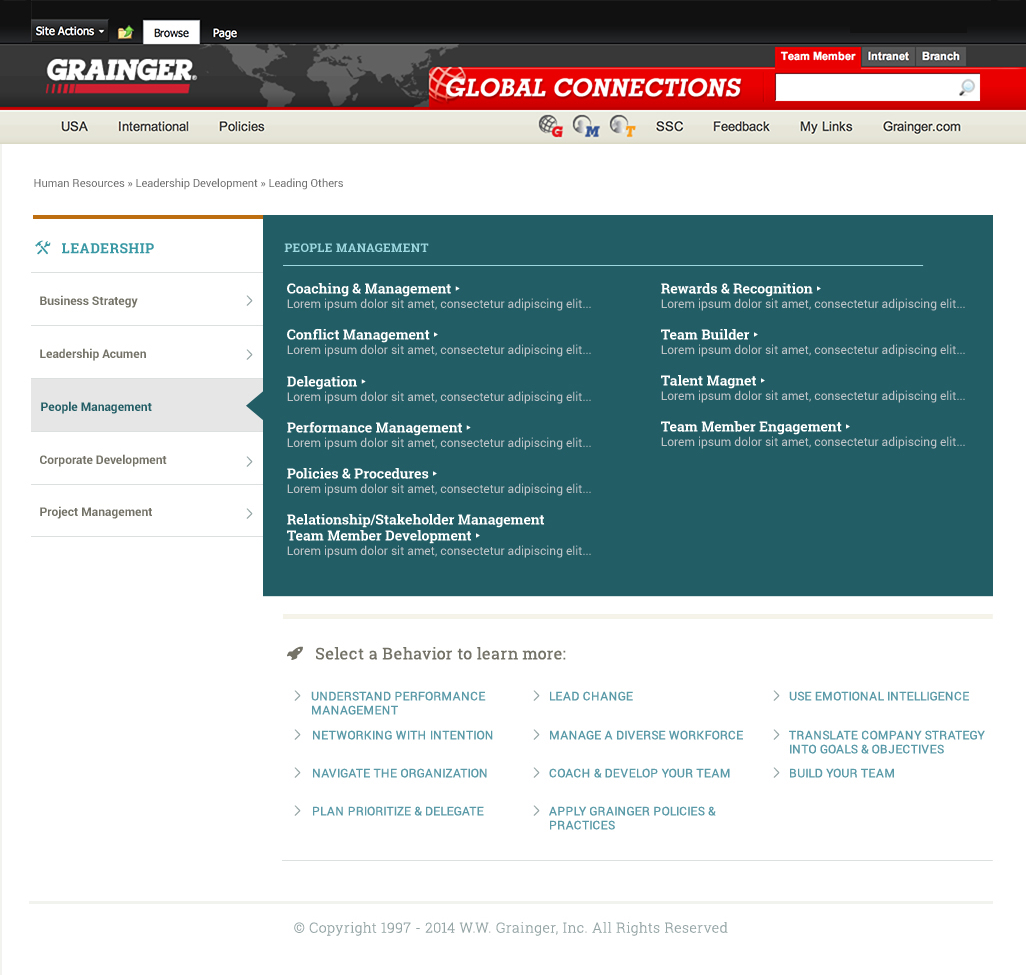 Site Actions
Browse
Page
Team Member
Intranet
Branch
GRAINGER®
GLOBAL CONNECTIONS
USA
International
Policies
G
M
T
SSC
Feedback
My Links
Grainger.com
Human Resources » Leadership Development » Leading Others
LEADERSHIP
Business Strategy
Leadership Acumen
People Management
Corporate Development
Project Management
PEOPLE MANAGEMENT
Coaching & Management
Lorem ipsum dolor sit amet, consectetur adipiscing elit...
Conflict Management
Lorem ipsum dolor sit amet, consectetur adipiscing elit...
Delegation
Lorem ipsum dolor sit amet, consectetur adipiscing elit...
Performance Management
Lorem ipsum dolor sit amet, consectetur adipiscing elit...
Policies & Procedures
Lorem ipsum dolor sit amet, consectetur adipiscing elit...
Relationship/Stakeholder Management
Team Member Development
Lorem ipsum dolor sit amet, consectetur adipiscing elit...
Rewards & Recognition
Lorem ipsum dolor sit amet, consectetur adipiscing elit...
Team Builder
Lorem ipsum dolor sit amet, consectetur adipiscing elit...
Talent Magnet
Lorem ipsum dolor sit amet, consectetur adipiscing elit...
Team Member Engagement
Lorem ipsum dolor sit amet, consectetur adipiscing elit...
Select a Behavior to learn more:
UNDERSTAND PERFORMANCE
MANAGEMENT
NETWORKING WITH INTENTION
NAVIGATE THE ORGANIZATION
PLAN PRIORITIZE & DELEGATE
LEAD CHANGE
MANAGE A DIVERSE WORKFORCE
COACH & DEVELOP YOUR TEAM
APPLY GRAINGER POLICIES &
PRACTICES
USE EMOTIONAL INTELLIGENCE
TRANSLATE COMPANY STRATEGY
INTO GOALS & OBJECTIVES
BUILD YOUR TEAM
© Copyright 1997 - 2014 W.W. Grainger, Inc. All Rights Reserved